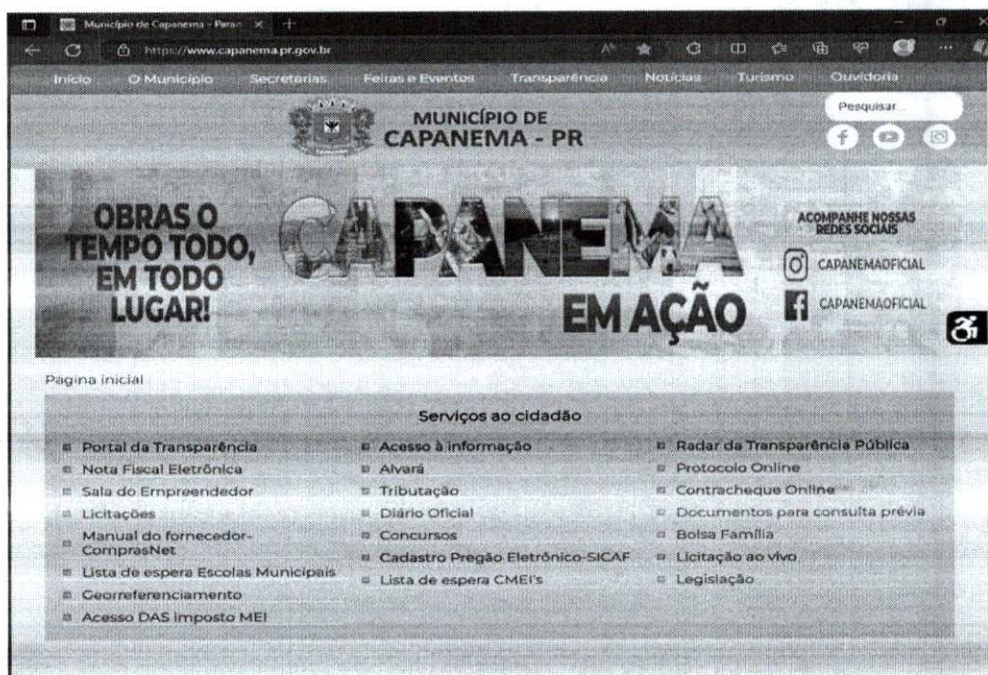 Município de Capanema - Paran
https://www.capanema.pr.gov.br
Início O Município Secretarias Feiras e Eventos Transparência Notícias Turismo Ouvidoria
MUNICÍPIO DE
CAPANEMA - PR
Pesquisar...
OBRAS O
TEMPO TODO,
EM TODO
LUGAR!
CAPANEMA
EM AÇÃO
ACOMPANHE NOSSAS
REDES SOCIAIS
CAPANEMAOFICIAL
CAPANEMAOFICIAL
Página inicial
Serviços ao cidadão
Portal da Transparência
Nota Fiscal Eletrônica
Sala do Empreendedor
Licitações
Manual do fornecedor-
ComprasNet
Lista de espera Escolas Municipais
Georreferenciamento
Acesso DAS Imposto MEI
Acesso à informação
Alvará
Tributação
Diário Oficial
Concursos
Cadastro Pregão Eletrônico-SICAF
Lista de espera CMEI's
Radar da Transparência Pública
Protocolo Online
Contracheque Online
Documentos para consulta prévia
Bolsa Família
Licitação ao vivo
Legislação